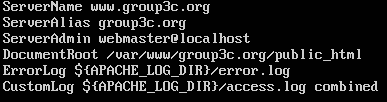 ServerName www.group3c.org
ServerAlias group3c.org
ServerAdmin webmaster@localhost
DocumentRoot /var/www/group3c.org/public_html
ErrorLog ${APACHE_LOG_DIR}/error.log
CustomLog ${APACHE_LOG_DIR}/access.log combined